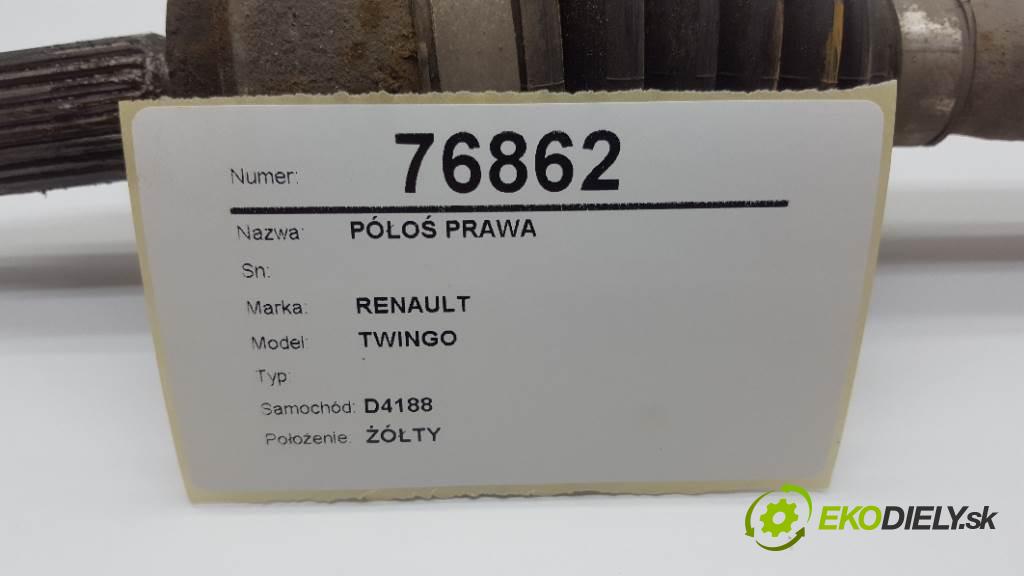 Numer: 76862
Nazwa: PÓŁOŚ PRAWA
Sn:
Marka: RENAULT
Model: TWINGO
Typ:
Samochód: D4188
Położenie: ŻÓŁTY
EKODIELY.sk